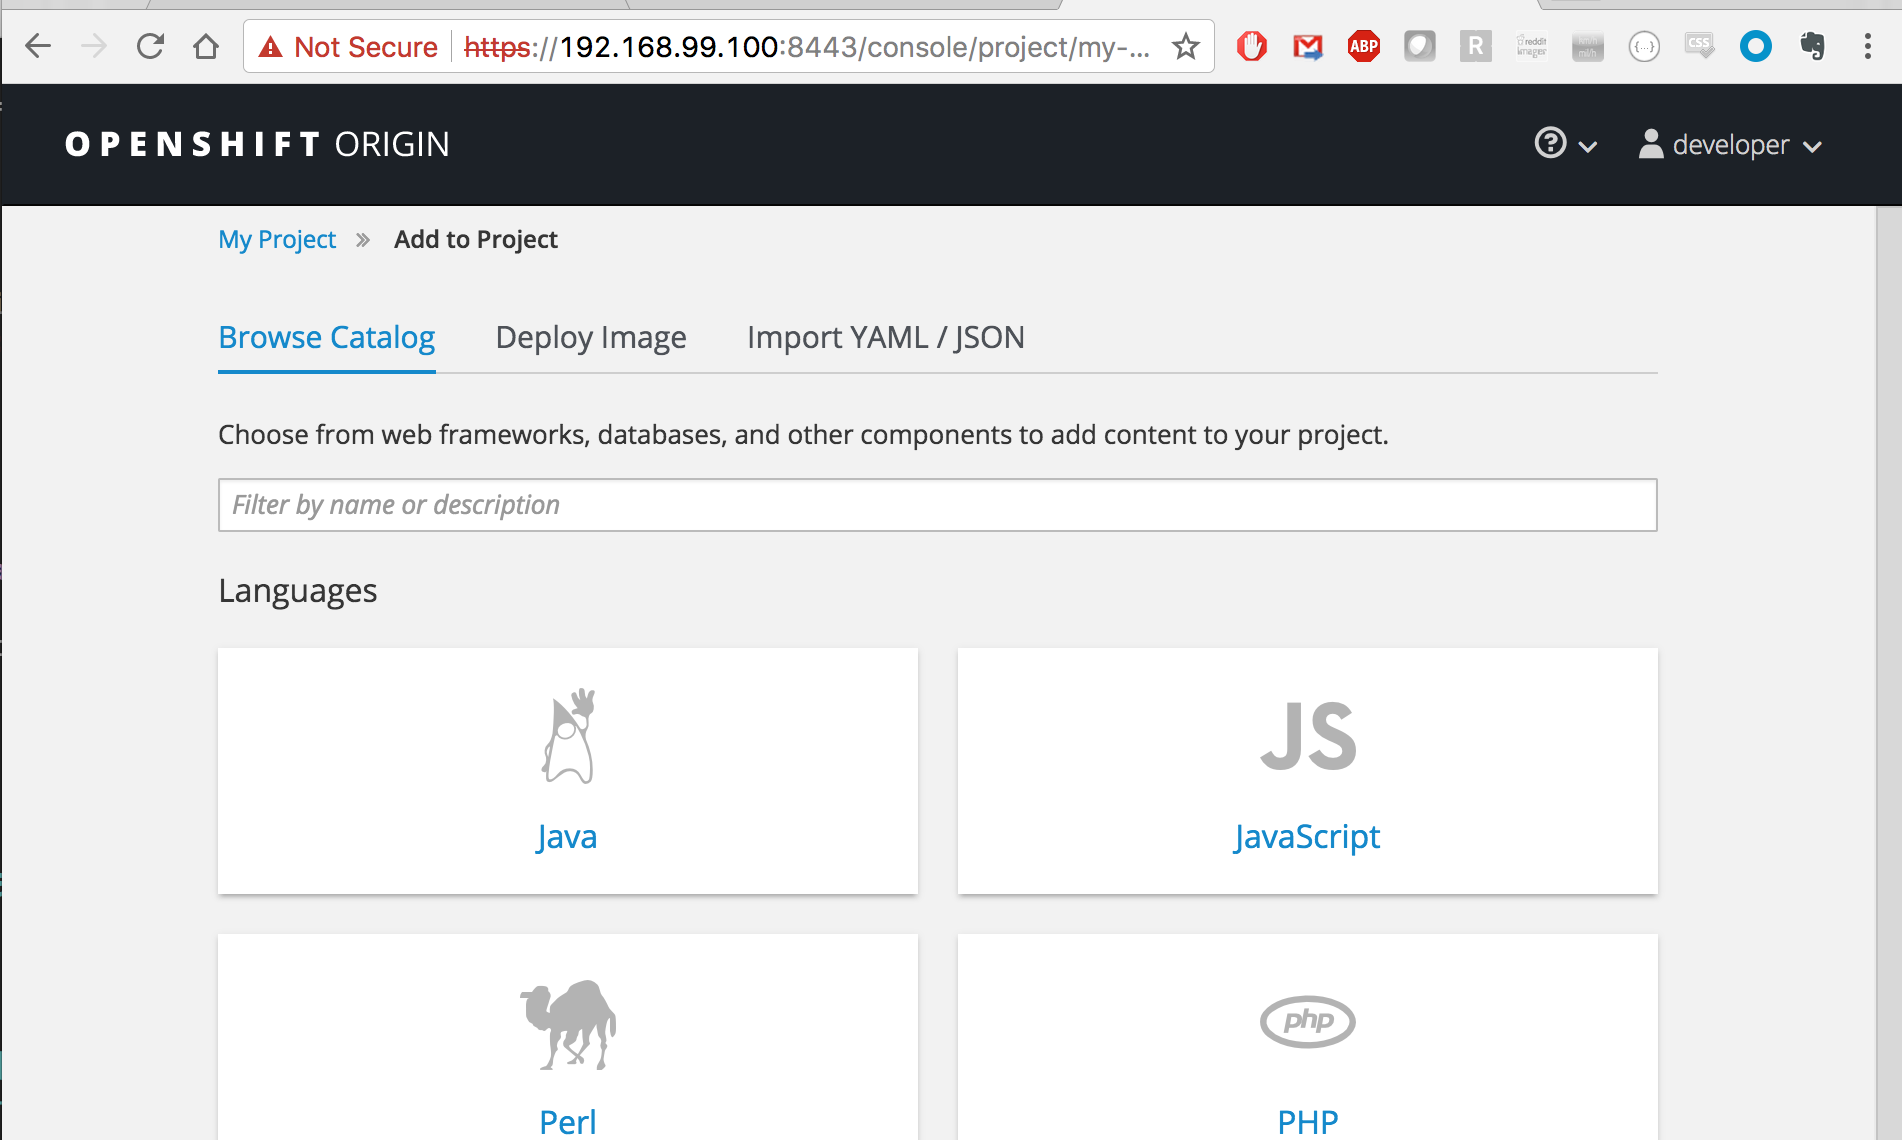 Not Secure https://192.168.99.100:8443/console/project/my-...
ABP
R
reddit
{...}
CSS
OPENSHIFT ORIGIN
? developer
My Project » Add to Project
Browse Catalog Deploy Image Import YAML / JSON
Choose from web frameworks, databases, and other components to add content to your project.
Filter by name or description
Languages
JS
Java JavaScript
php
Perl PHP